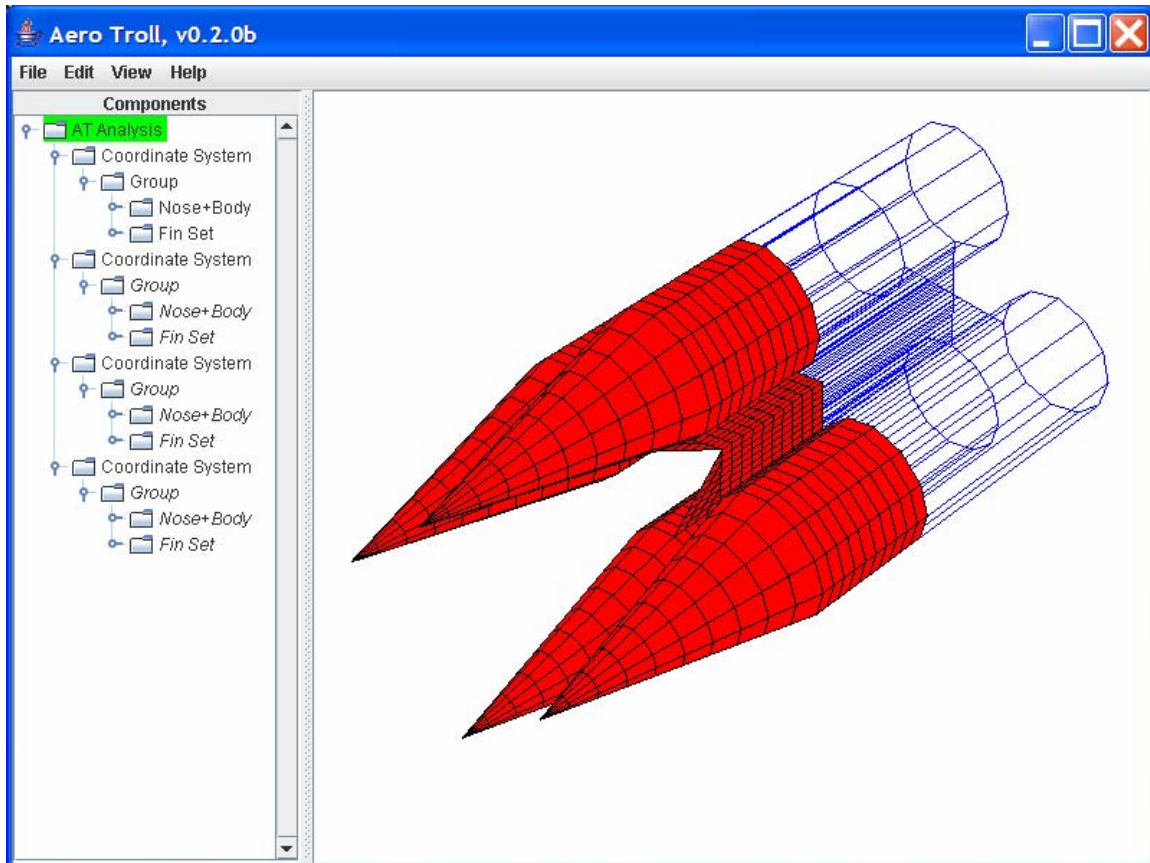 Aero Troll, v0.2.0b
File Edit View Help
Components
AT Analysis
Coordinate System
Group
Nose+Body
Fin Set
Coordinate System
Group
Nose+Body
Fin Set
Coordinate System
Group
Nose+Body
Fin Set
Coordinate System
Group
Nose+Body
Fin Set